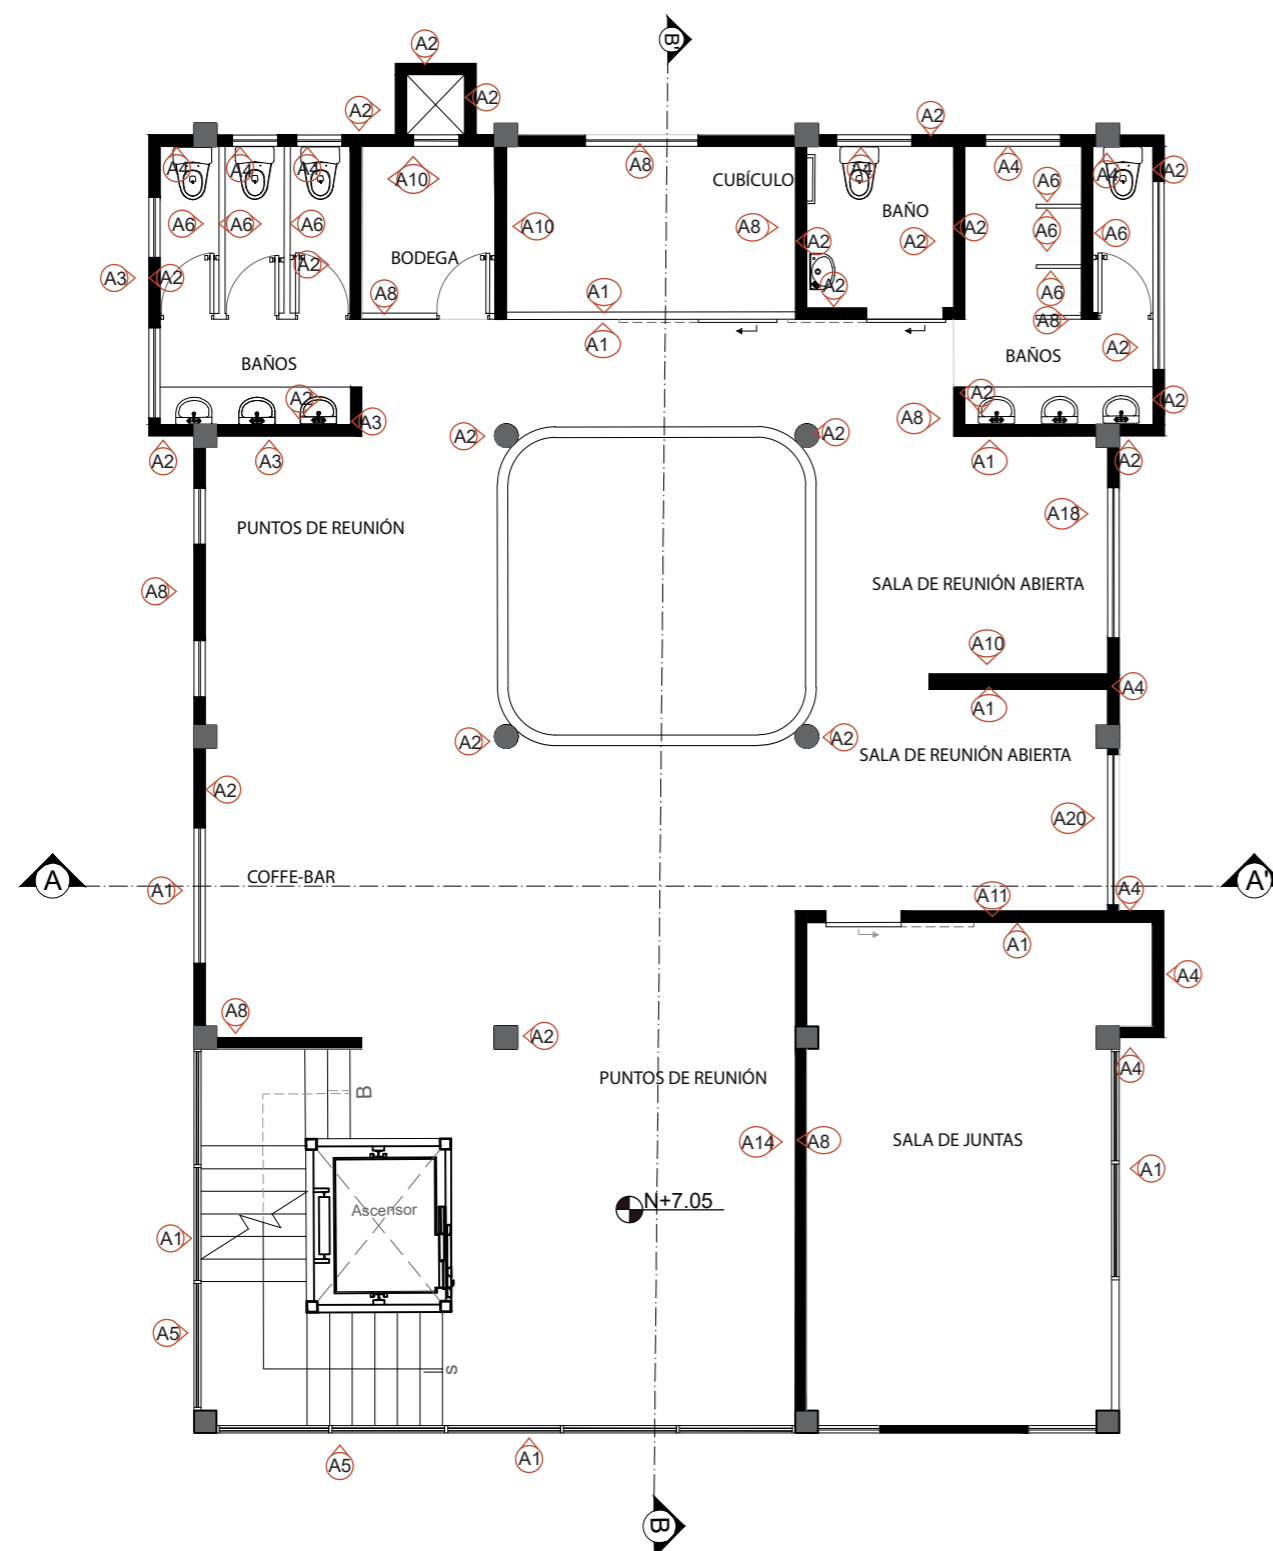 A2
B'
A2
A2
A2
A4
A4
A4
A10
A8
CUBÍCULO
A4
A4
A4
A2
A6
A6
A6
A6
BAÑO
A10
A8
A2
A2
A2
A6
A6
BODEGA
A2
A3
A2
A2
A6
A8
A1
A8
A1
A2
BAÑOS
BAÑOS
A2
A3
A2
A8
A2
A2
A2
A2
A3
A1
A2
PUNTOS DE REUNIÓN
A18
A8
SALA DE REUNIÓN ABIERTA
A10
A4
A1
A2
A2
SALA DE REUNIÓN ABIERTA
A2
A20
A
A1
COFFE-BAR
A11
A4
A'
A1
A4
A8
A2
A4
PUNTOS DE REUNIÓN
B
A14
A8
SALA DE JUNTAS
A1
Ascensor
N+7.05
A1
A5
S
A5
A1
B